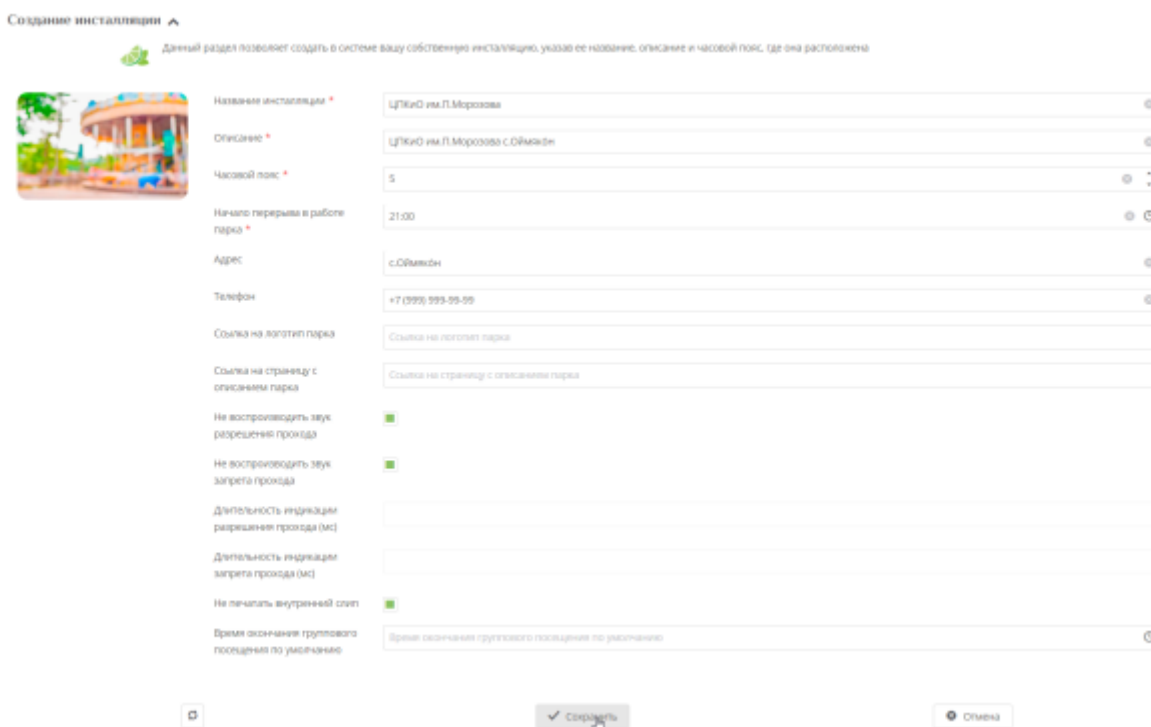 Создание инсталляции
Данный раздел позволяет создать в системе вашу собственную инсталляцию, указав ее название, описание и часовой пояс, где она расположена
Название инсталляции *
ЦПКиО им.П.Морозова
Описание *
ЦПКиО им.П.Морозова с.Оймякон
Часовой пояс *
5
Начало перерыва в работе
парка *
21:00
Адрес
с.Оймякон
Телефон
+7 (999) 999-99-99
Ссылка на логотип парка
Ссылка на логотип парка
Ссылка на страницу с
описанием парка
Ссылка на страницу с описанием парка
Не воспроизводить звук
разрешения прохода
Не воспроизводить звук
запрета прохода
Длительность индикации
разрешения прохода (мс)
Длительность индикации
запрета прохода (мс)
Не печатать внутренний слип
Время окончания группового
посещения по умолчанию
Время окончания группового посещения по умолчанию
Сохранить
Отмена